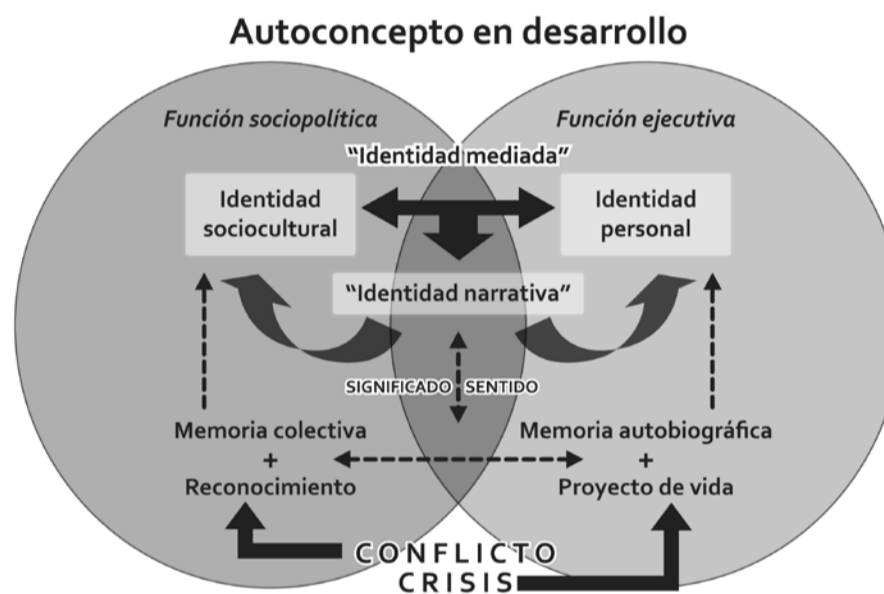 Autoconcepto en desarrollo
Función sociopolítica
Función ejecutiva
“Identidad mediada”
Identidad
sociocultural
Identidad
personal
“Identidad narrativa”
SIGNIFICADO SENTIDO
Memoria colectiva
+
Reconocimiento
Memoria autobiográfica
+
Proyecto de vida
CONFLICTO
CRISIS